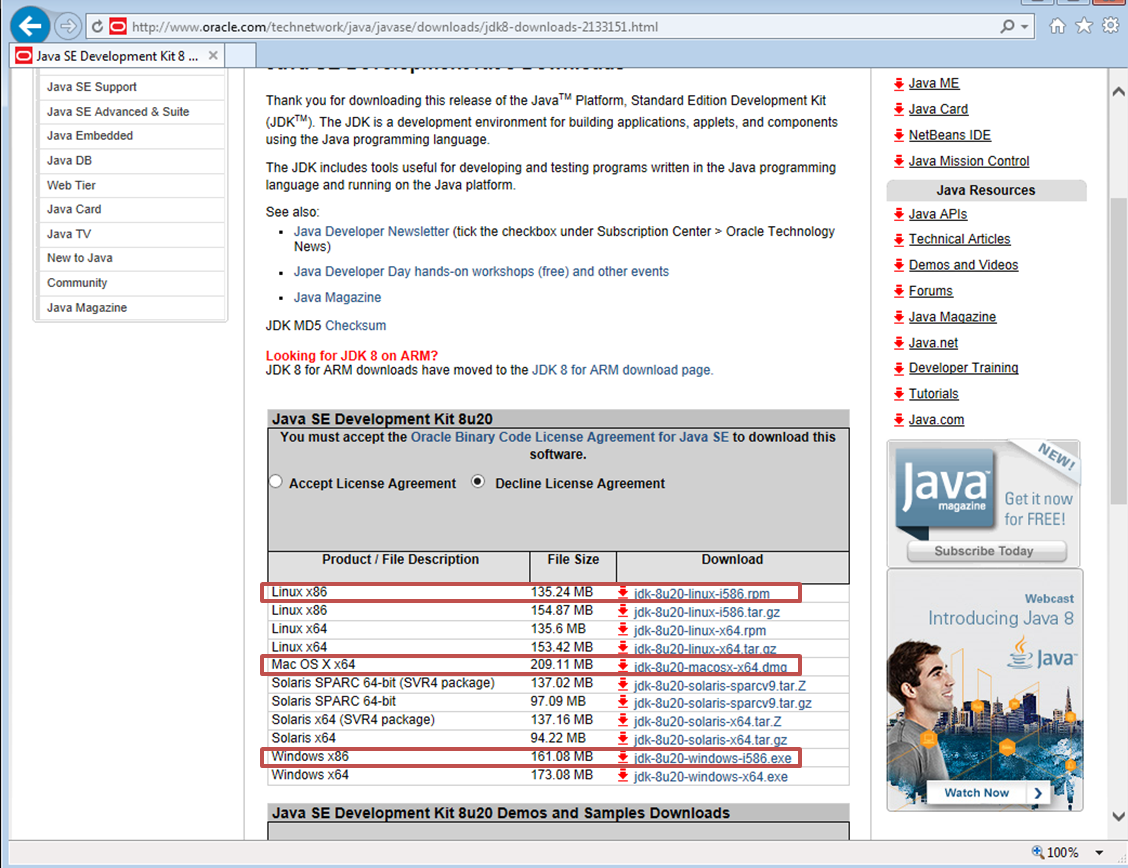 http://www.oracle.com/technetwork/java/javase/downloads/jdk8-downloads-2133151.html
Java SE Development Kit 8 ...
Java SE Support
Java SE Advanced & Suite
Java Embedded
Java DB
Web Tier
Java Card
Java TV
New to Java
Community
Java Magazine
Java SE Development Kit 8 Downloads
Thank you for downloading this release of the Java™ Platform, Standard Edition Development Kit
(JDK™). The JDK is a development environment for building applications, applets, and components
using the Java programming language.
The JDK includes tools useful for developing and testing programs written in the Java programming
language and running on the Java platform.
See also:
Java Developer Newsletter (tick the checkbox under Subscription Center > Oracle Technology
News)
Java Developer Day hands-on workshops (free) and other events
Java Magazine
JDK MD5 Checksum
Looking for JDK 8 on ARM?
JDK 8 for ARM downloads have moved to the JDK 8 for ARM download page.
Java SE Development Kit 8u20
You must accept the Oracle Binary Code License Agreement for Java SE to download this
software.
Accept License Agreement Decline License Agreement
Product / File Description File Size Download
Linux x86 135.24 MB jdk-8u20-linux-i586.rpm
Linux x86 154.87 MB jdk-8u20-linux-i586.tar.gz
Linux x64 135.6 MB jdk-8u20-linux-x64.rpm
Linux x64 153.42 MB jdk-8u20-linux-x64.tar.gz
Mac OS X x64 209.11 MB jdk-8u20-macosx-x64.dmg
Solaris SPARC 64-bit (SVR4 package) 137.02 MB jdk-8u20-solaris-sparcv9.tar.Z
Solaris SPARC 64-bit 97.09 MB jdk-8u20-solaris-sparcv9.tar.gz
Solaris x64 (SVR4 package) 137.16 MB jdk-8u20-solaris-x64.tar.Z
Solaris x64 94.22 MB jdk-8u20-solaris-x64.tar.gz
Windows x86 161.08 MB jdk-8u20-windows-i586.exe
Windows x64 173.08 MB jdk-8u20-windows-x64.exe
Java SE Development Kit 8u20 Demos and Samples Downloads
Java ME
Java Card
NetBeans IDE
Java Mission Control
Java Resources
Java APIs
Technical Articles
Demos and Videos
Forums
Java Magazine
Java.net
Developer Training
Tutorials
Java.com
NEW!
Java™
magazine
Get it now
for FREE!
Subscribe Today
Webcast
Introducing Java 8
Java™
Watch Now
100%